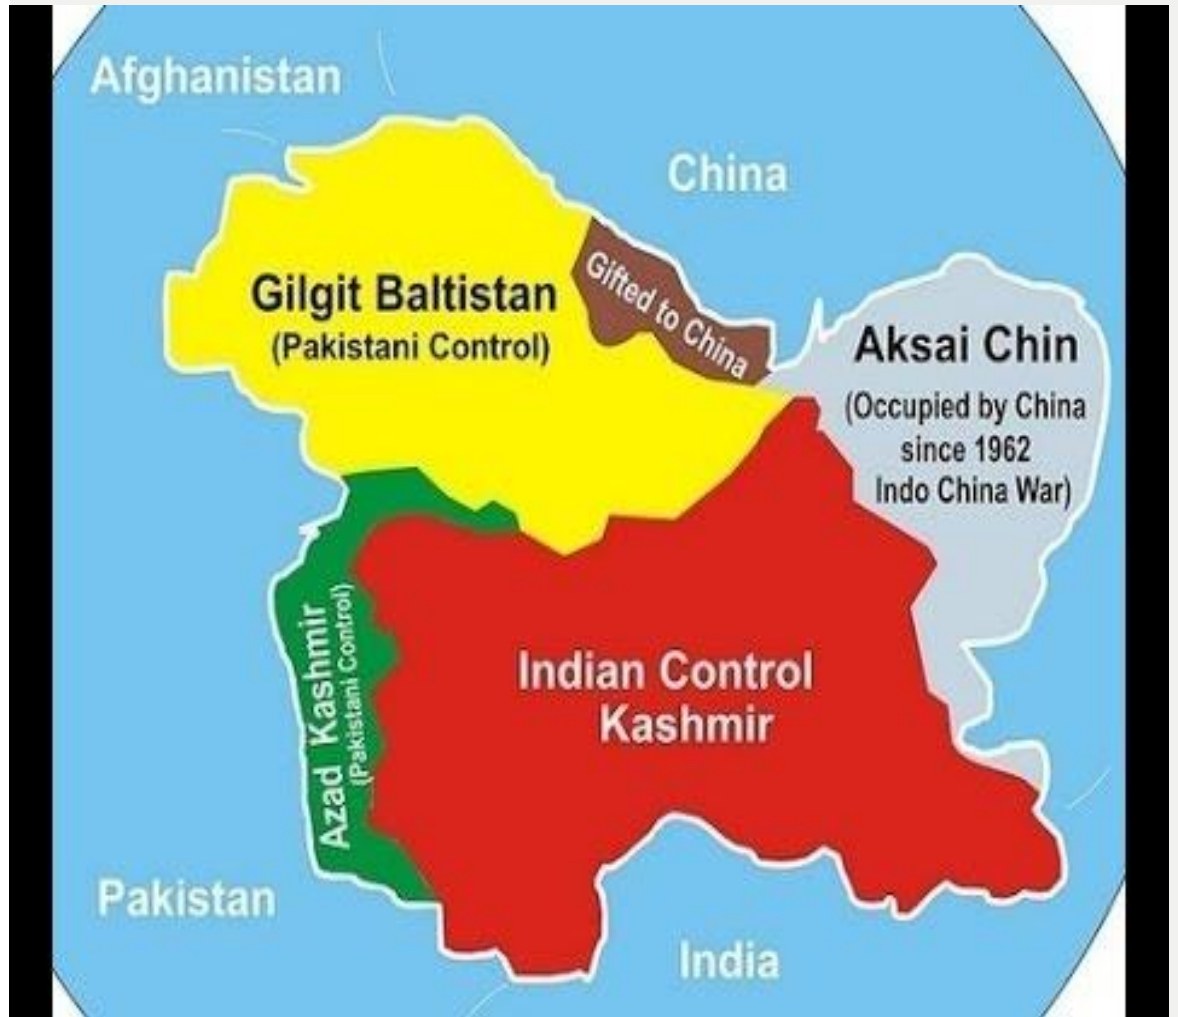 Afghanistan
China
Gilgit Baltistan
(Pakistani Control)
Gifted to China
Aksai Chin
(Occupied by China
since 1962
Indo China War)
Azad Kashmir
(Pakistani Control)
Indian Control
Kashmir
Pakistan
India